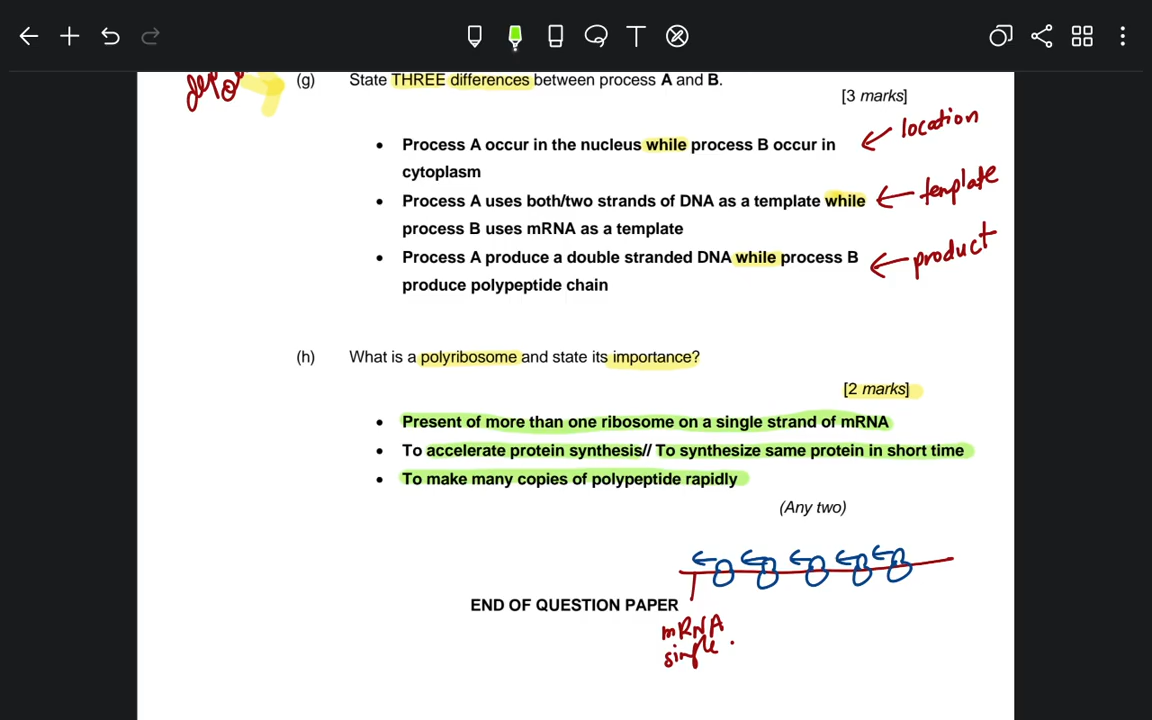 (g) State THREE differences between process A and B.
[3 marks]
• Process A occur in the nucleus while process B occur in
cytoplasm
← location
• Process A uses both/two strands of DNA as a template while
process B uses mRNA as a template
← template
• Process A produce a double stranded DNA while process B
produce polypeptide chain
← product
(h) What is a polyribosome and state its importance?
[2 marks]
• Present of more than one ribosome on a single strand of mRNA
• To accelerate protein synthesis// To synthesize same protein in short time
• To make many copies of polypeptide rapidly
(Any two)
END OF QUESTION PAPER
mRNA
single